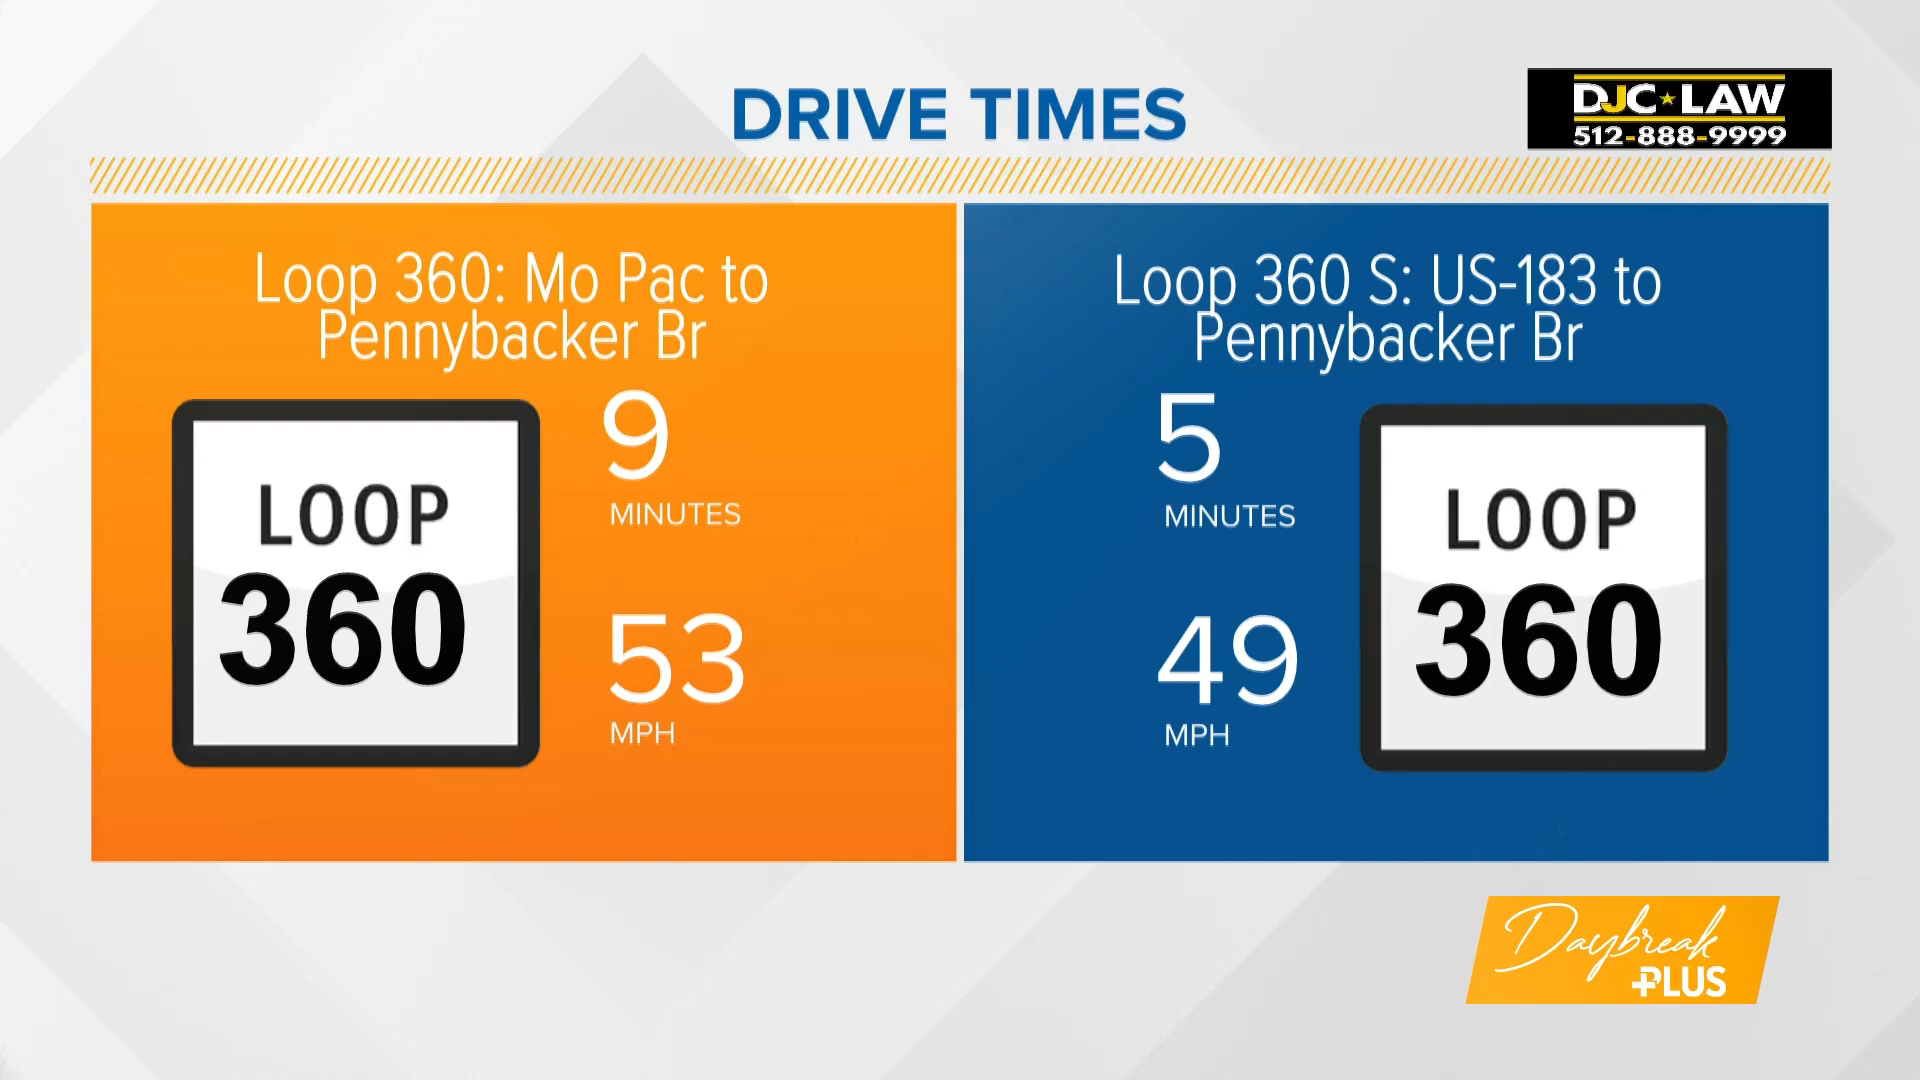 DRIVE TIMES
DJC LAW
512-888-9999
Loop 360: Mo Pac to
Pennybacker Br
LOOP
360
9
MINUTES
53
MPH
Loop 360 S: US-183 to
Pennybacker Br
5
MINUTES
49
MPH
LOOP
360
Daybreak
PLUS